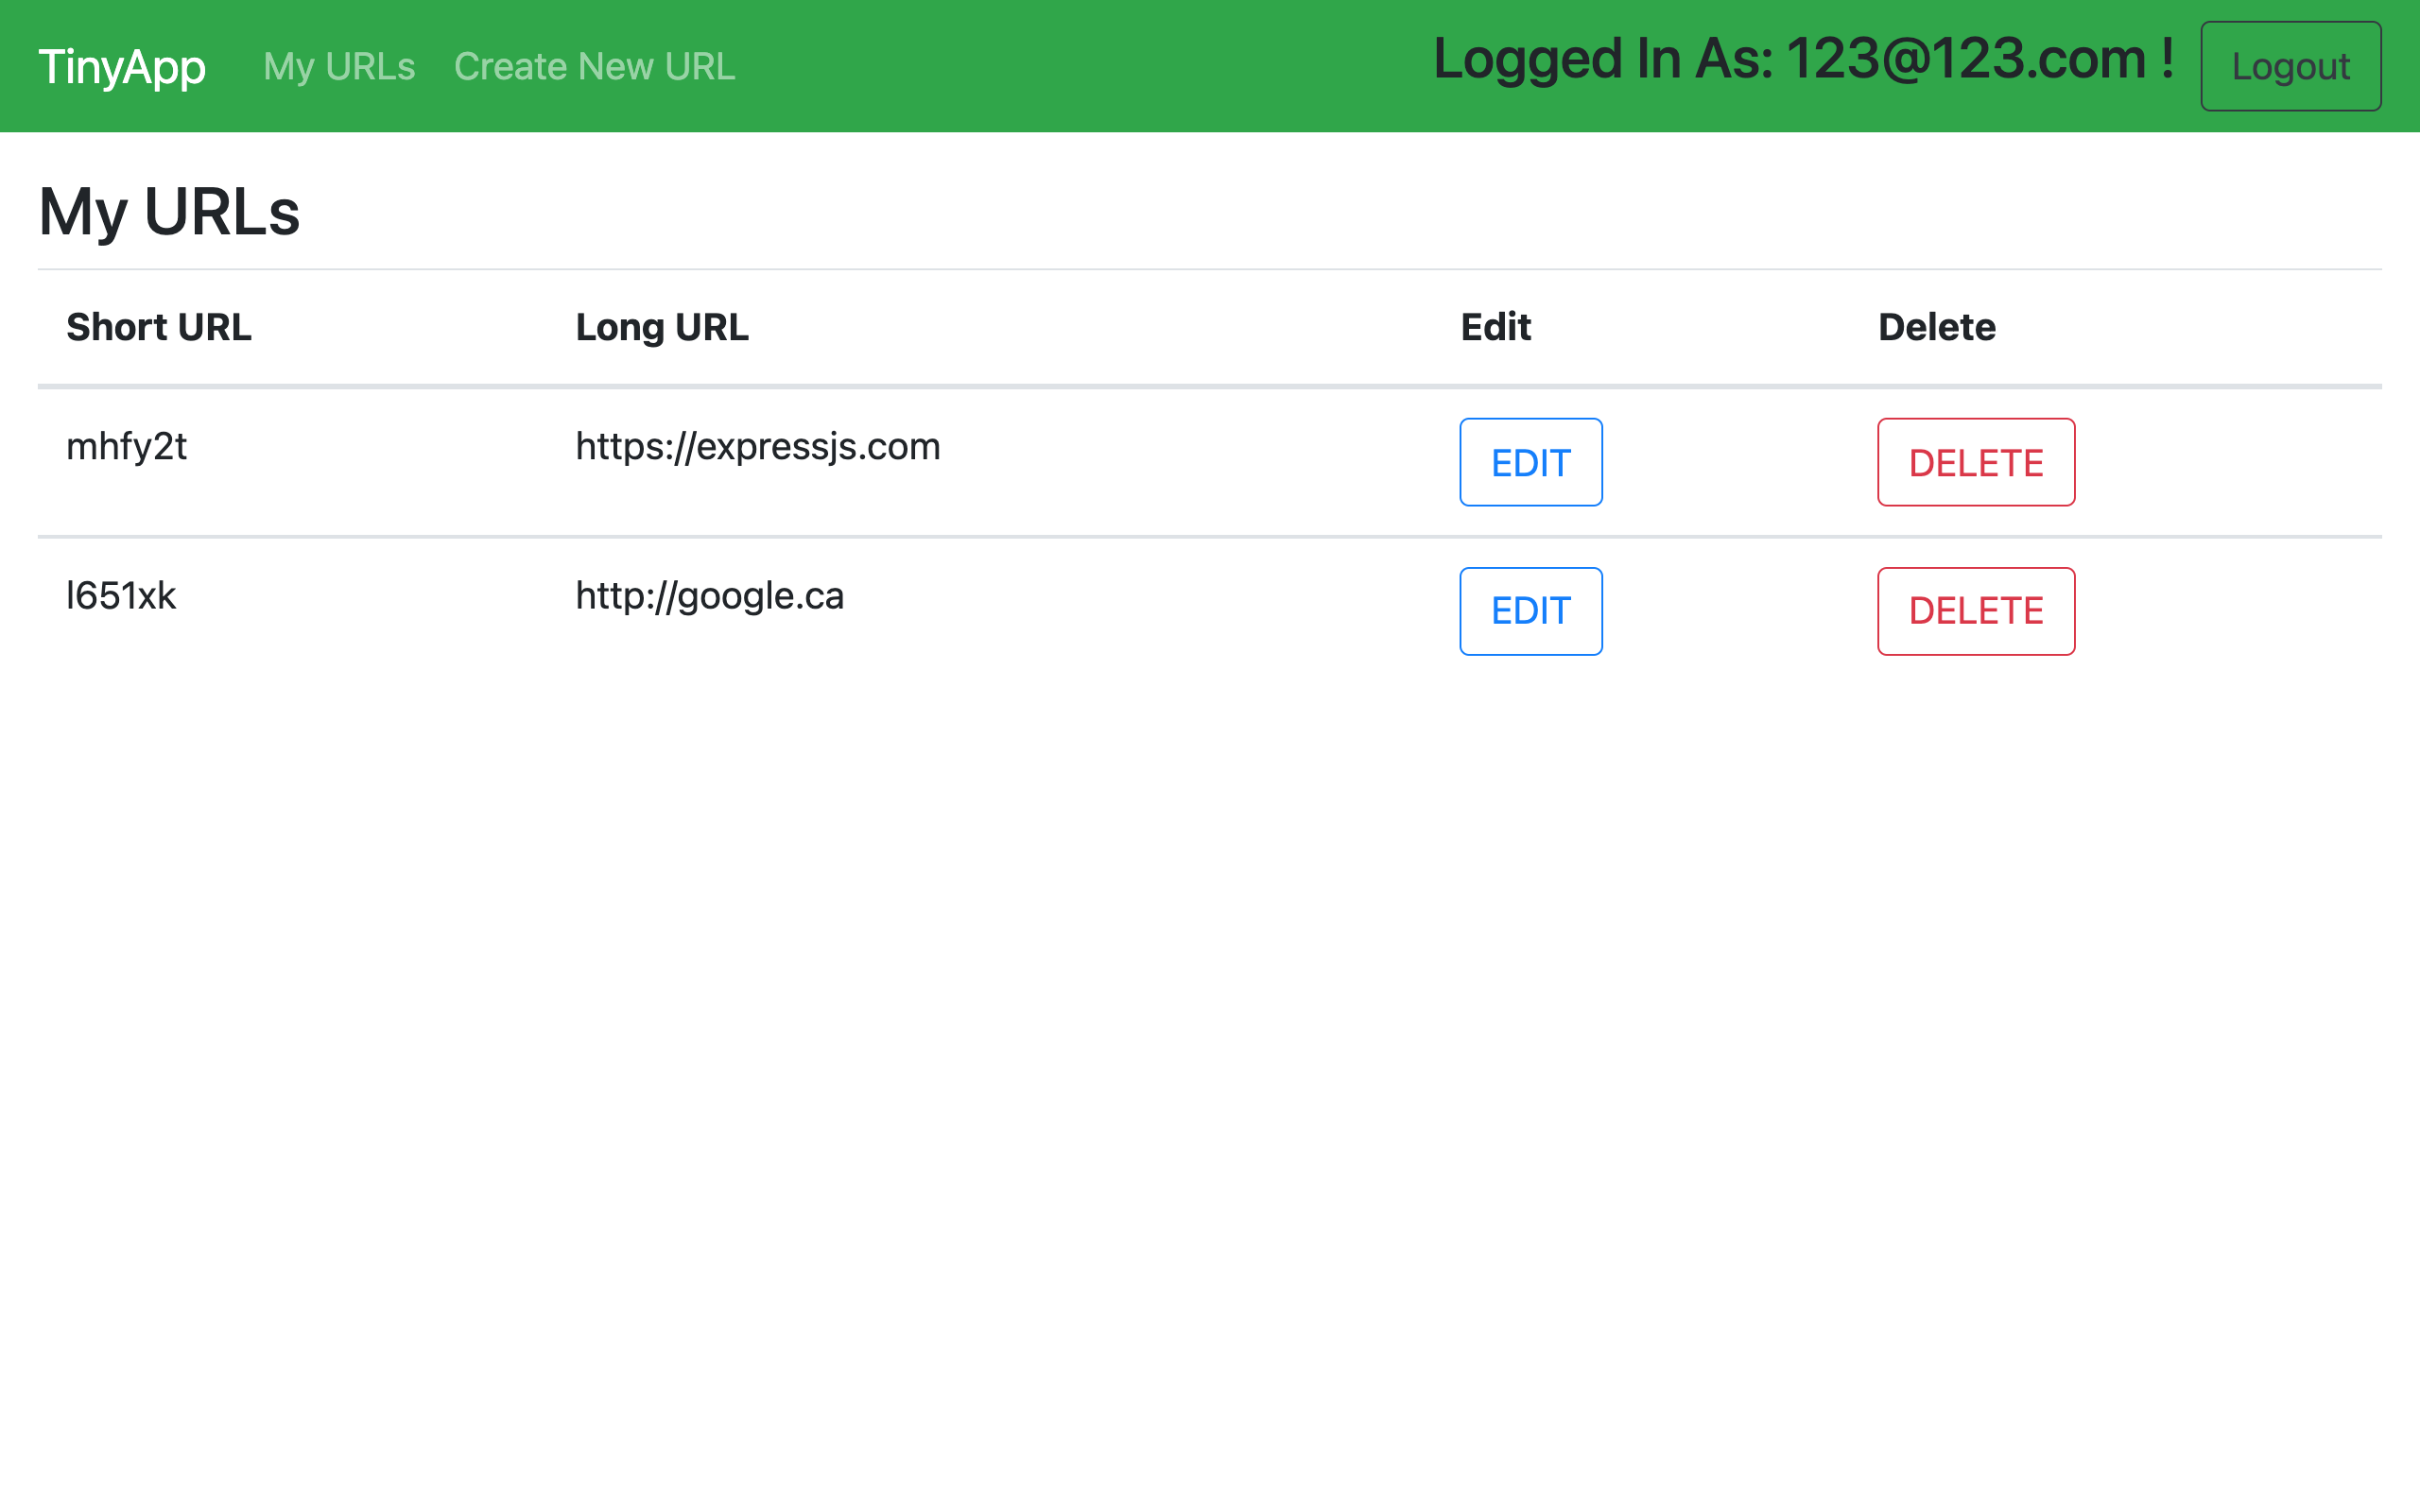 TinyApp My URLs Create New URL Logged In As: 123@123.com ! Logout
My URLs
Short URL Long URL Edit Delete
mhfy2t https://expressjs.com EDIT DELETE
l651xk http://google.ca EDIT DELETE